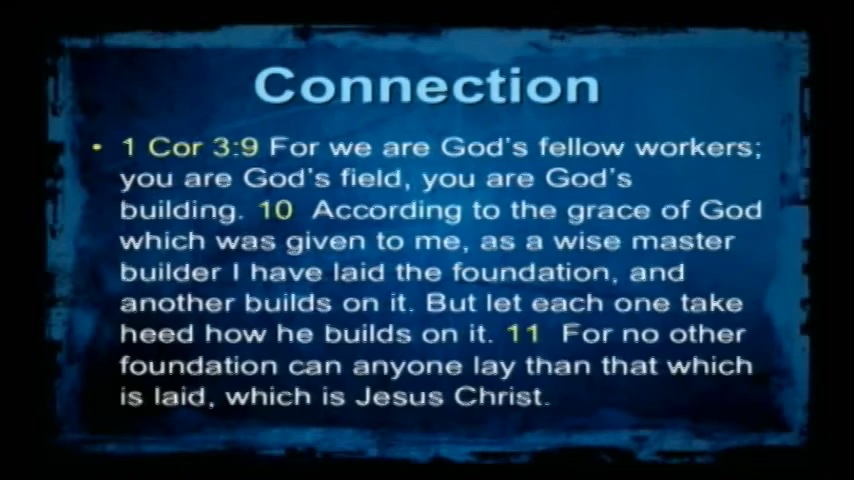 Connection
• 1 Cor 3:9 For we are God's fellow workers;
you are God's field, you are God's
building. 10 According to the grace of God
which was given to me, as a wise master
builder I have laid the foundation, and
another builds on it. But let each one take
heed how he builds on it. 11 For no other
foundation can anyone lay than that which
is laid, which is Jesus Christ.